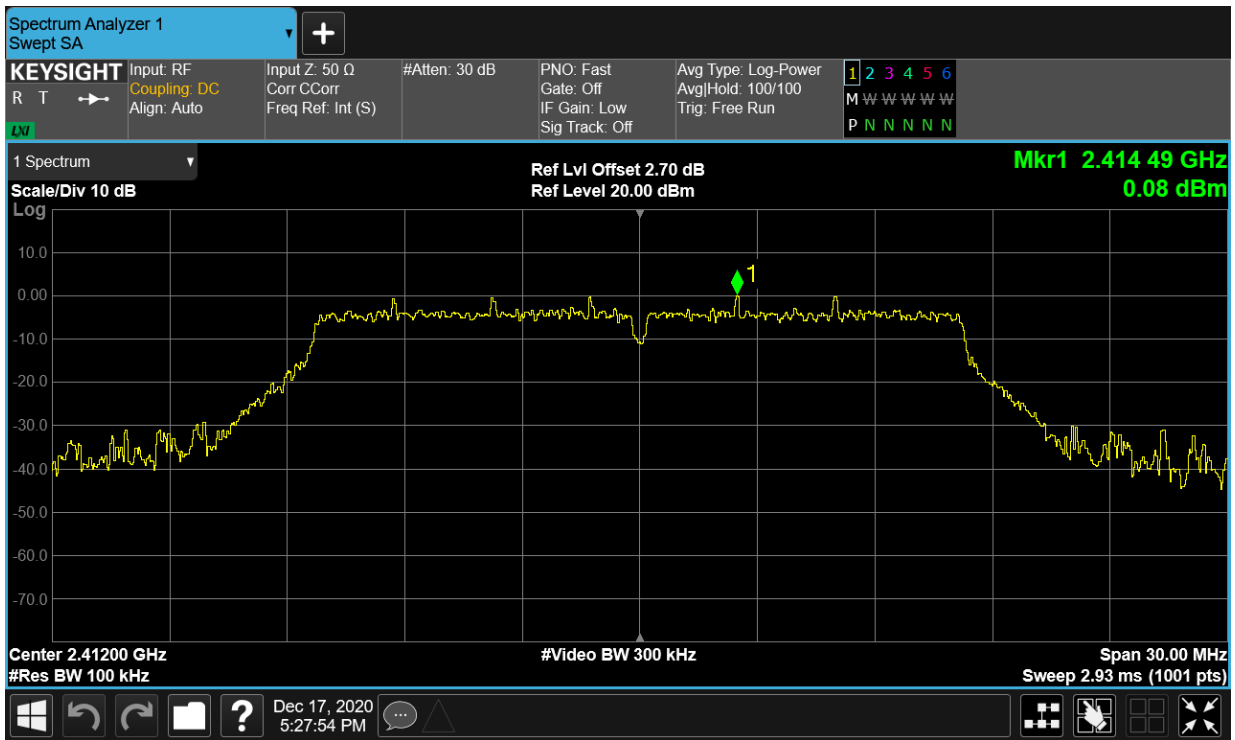 Spectrum Analyzer 1
Swept SA
KEYSIGHT
R T
LXI
Input: RF
Coupling: DC
Align: Auto
Input Z: 50 Ω
Corr CCorr
Freq Ref: Int (S)
#Atten: 30 dB
PNO: Fast
Gate: Off
IF Gain: Low
Sig Track: Off
Avg Type: Log-Power
Avg|Hold: 100/100
Trig: Free Run
1 2 3 4 5 6
M W W W W W
P N N N N N
1 Spectrum
Scale/Div 10 dB
Log
Ref Lvl Offset 2.70 dB
Ref Level 20.00 dBm
Mkr1 2.414 49 GHz
0.08 dBm
10.0
0.00
-10.0
-20.0
-30.0
-40.0
-50.0
-60.0
-70.0
1
Center 2.41200 GHz
#Res BW 100 kHz
#Video BW 300 kHz
Span 30.00 MHz
Sweep 2.93 ms (1001 pts)
?
Dec 17, 2020
5:27:54 PM